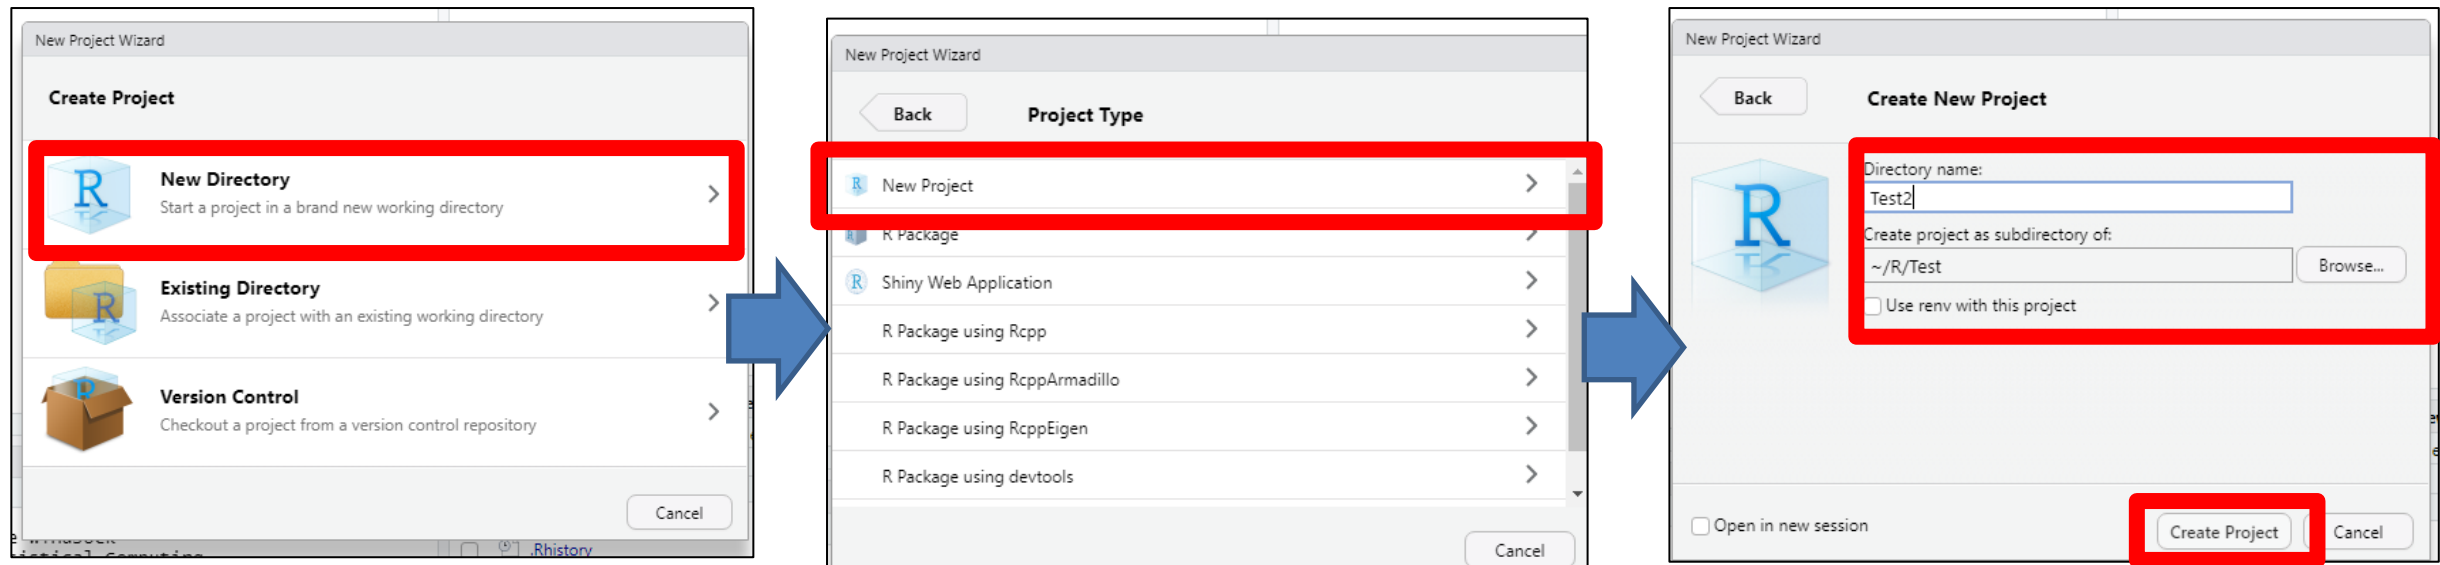 New Project Wizard
Create Project
New Directory
Start a project in a brand new working directory
Existing Directory
Associate a project with an existing working directory
Version Control
Checkout a project from a version control repository
Cancel
.Rhistory
New Project Wizard
Back
Project Type
New Project
R Package
Shiny Web Application
R Package using Rcpp
R Package using RcppArmadillo
R Package using RcppEigen
R Package using devtools
Cancel
New Project Wizard
Back
Create New Project
Directory name:
Test2
Create project as subdirectory of:
~/R/Test
Browse...
Use renv with this project
Open in new session
Create Project
Cancel